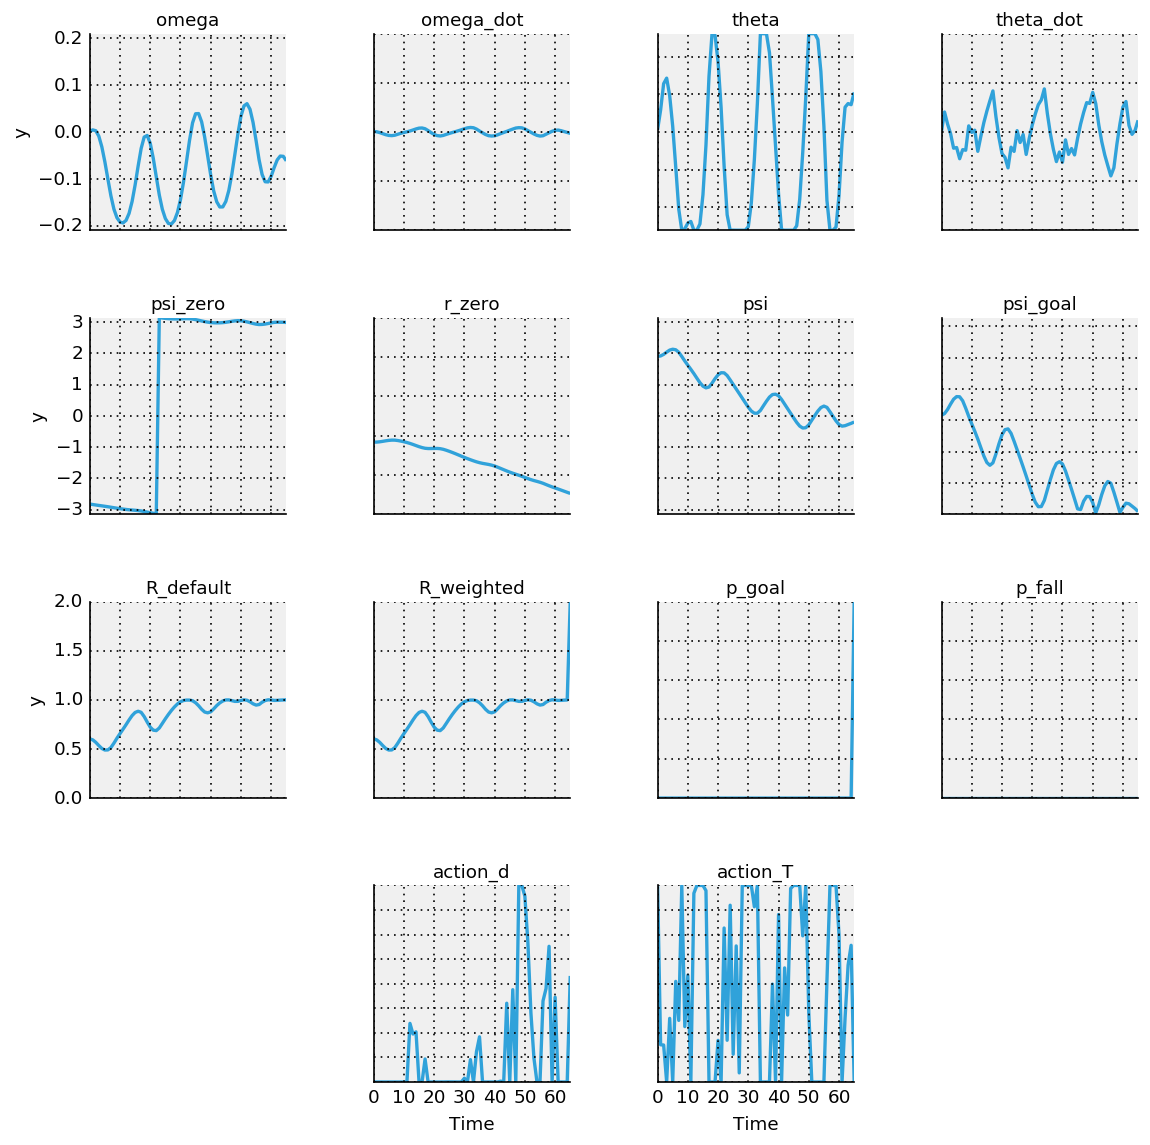 omega omega_dot theta theta_dot
0.2
0.1
0.0
−0.1
−0.2
y
psi_zero r_zero psi psi_goal
3
2
1
0
−1
−2
−3
y
R_default R_weighted p_goal p_fall
2.0
1.5
1.0
0.5
0.0
y
action_d action_T
0 10 20 30 40 50 60 0 10 20 30 40 50 60
Time Time